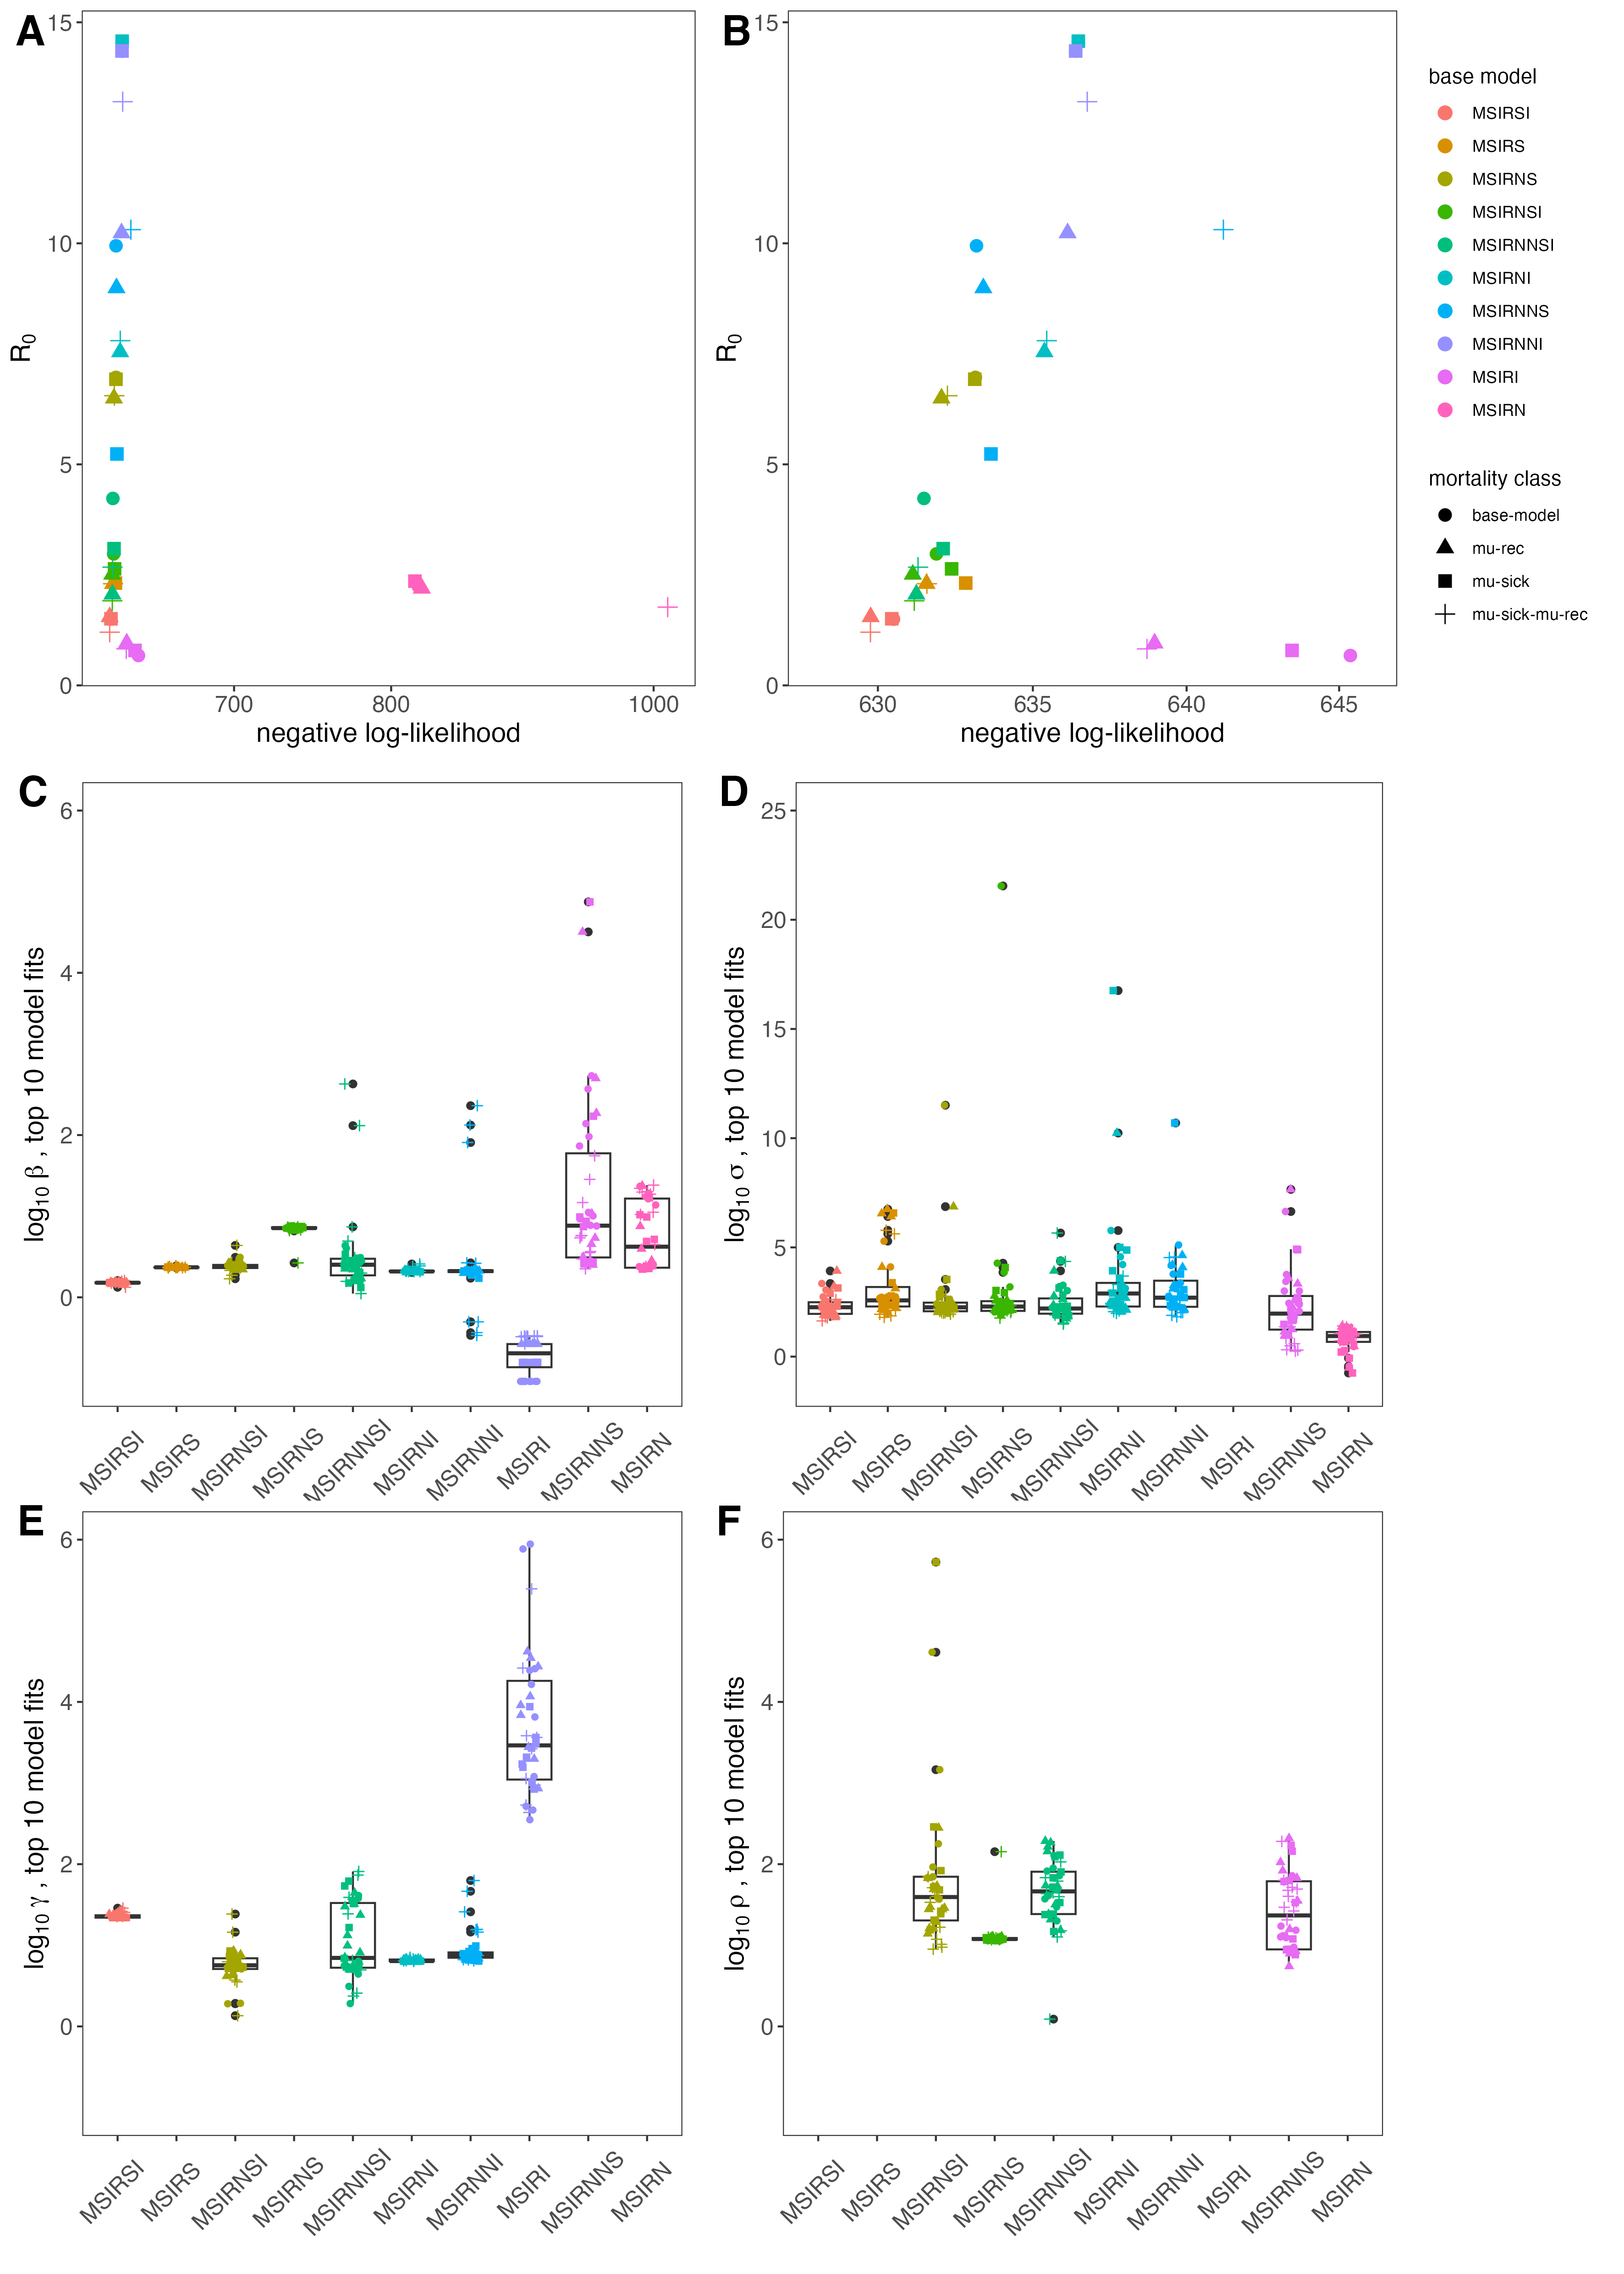 A
15
10
5
0
R0
700
800
1000
negative log-likelihood
B
15
10
5
0
R0
630
635
640
645
negative log-likelihood
base model
MSIRSI
MSIRS
MSIRNS
MSIRNSI
MSIRNNSI
MSIRNI
MSIRNNS
MSIRNNI
MSIRI
MSIRN
mortality class
base-model
mu-rec
mu-sick
mu-sick-mu-rec
C
6
4
2
0
log10 β , top 10 model fits
MSIRSI
MSIRS
MSIRNSI
MSIRNS
MSIRNNSI
MSIRNI
MSIRNNI
MSIRI
MSIRNNS
MSIRN
D
25
20
15
10
5
0
log10 σ , top 10 model fits
MSIRSI
MSIRS
MSIRNSI
MSIRNS
MSIRNNSI
MSIRNI
MSIRNNI
MSIRI
MSIRNNS
MSIRN
E
6
4
2
0
log10 γ , top 10 model fits
MSIRSI
MSIRS
MSIRNSI
MSIRNS
MSIRNNSI
MSIRNI
MSIRNNI
MSIRI
MSIRNNS
MSIRN
F
6
4
2
0
log10 ρ , top 10 model fits
MSIRSI
MSIRS
MSIRNSI
MSIRNS
MSIRNNSI
MSIRNI
MSIRNNI
MSIRI
MSIRNNS
MSIRN